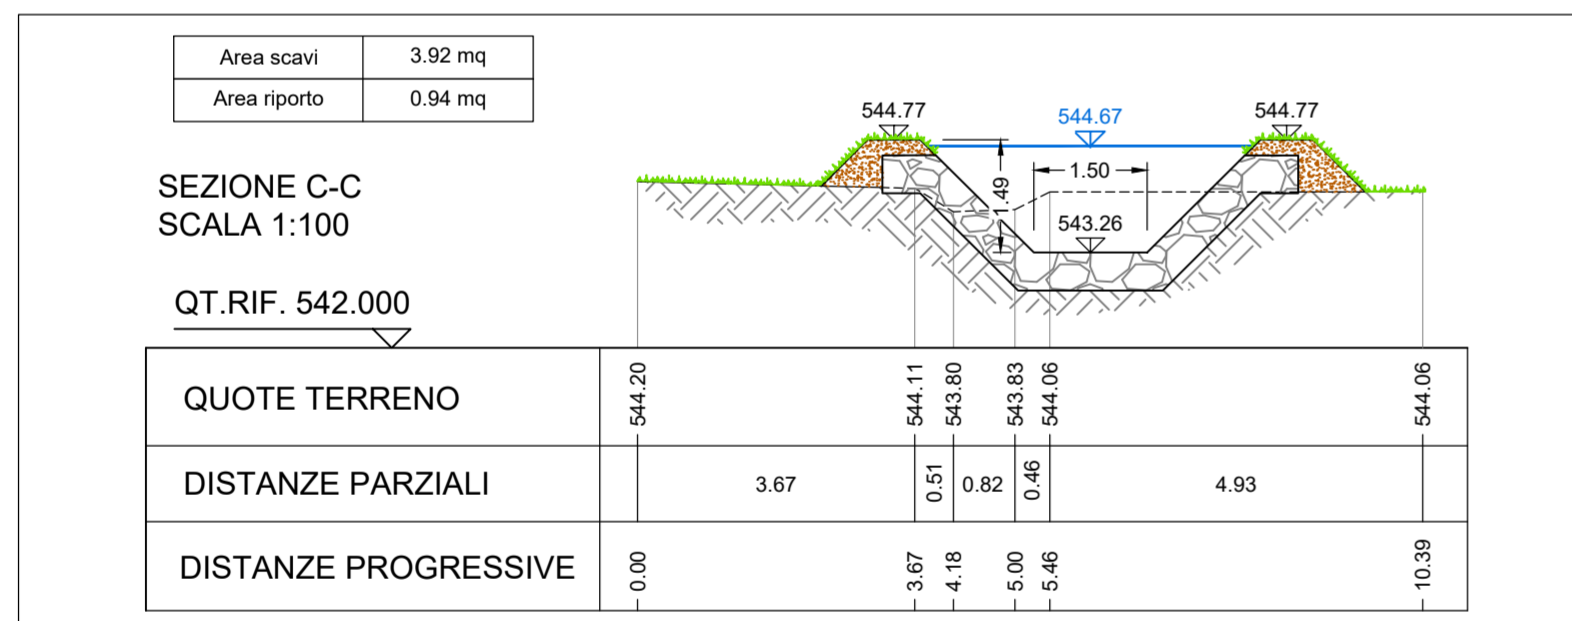 Area scavi 3.92 mq
Area riporto 0.94 mq
544.77 544.67 544.77
SEZIONE C-C
SCALA 1:100
1.49
1.50
543.26
QT.RIF. 542.000
QUOTE TERRENO 544.20 544.11 543.80 543.83 544.06 544.06
DISTANZE PARZIALI 3.67 0.51 0.82 0.46 4.93
DISTANZE PROGRESSIVE 0.00 3.67 4.18 5.00 5.46 10.39